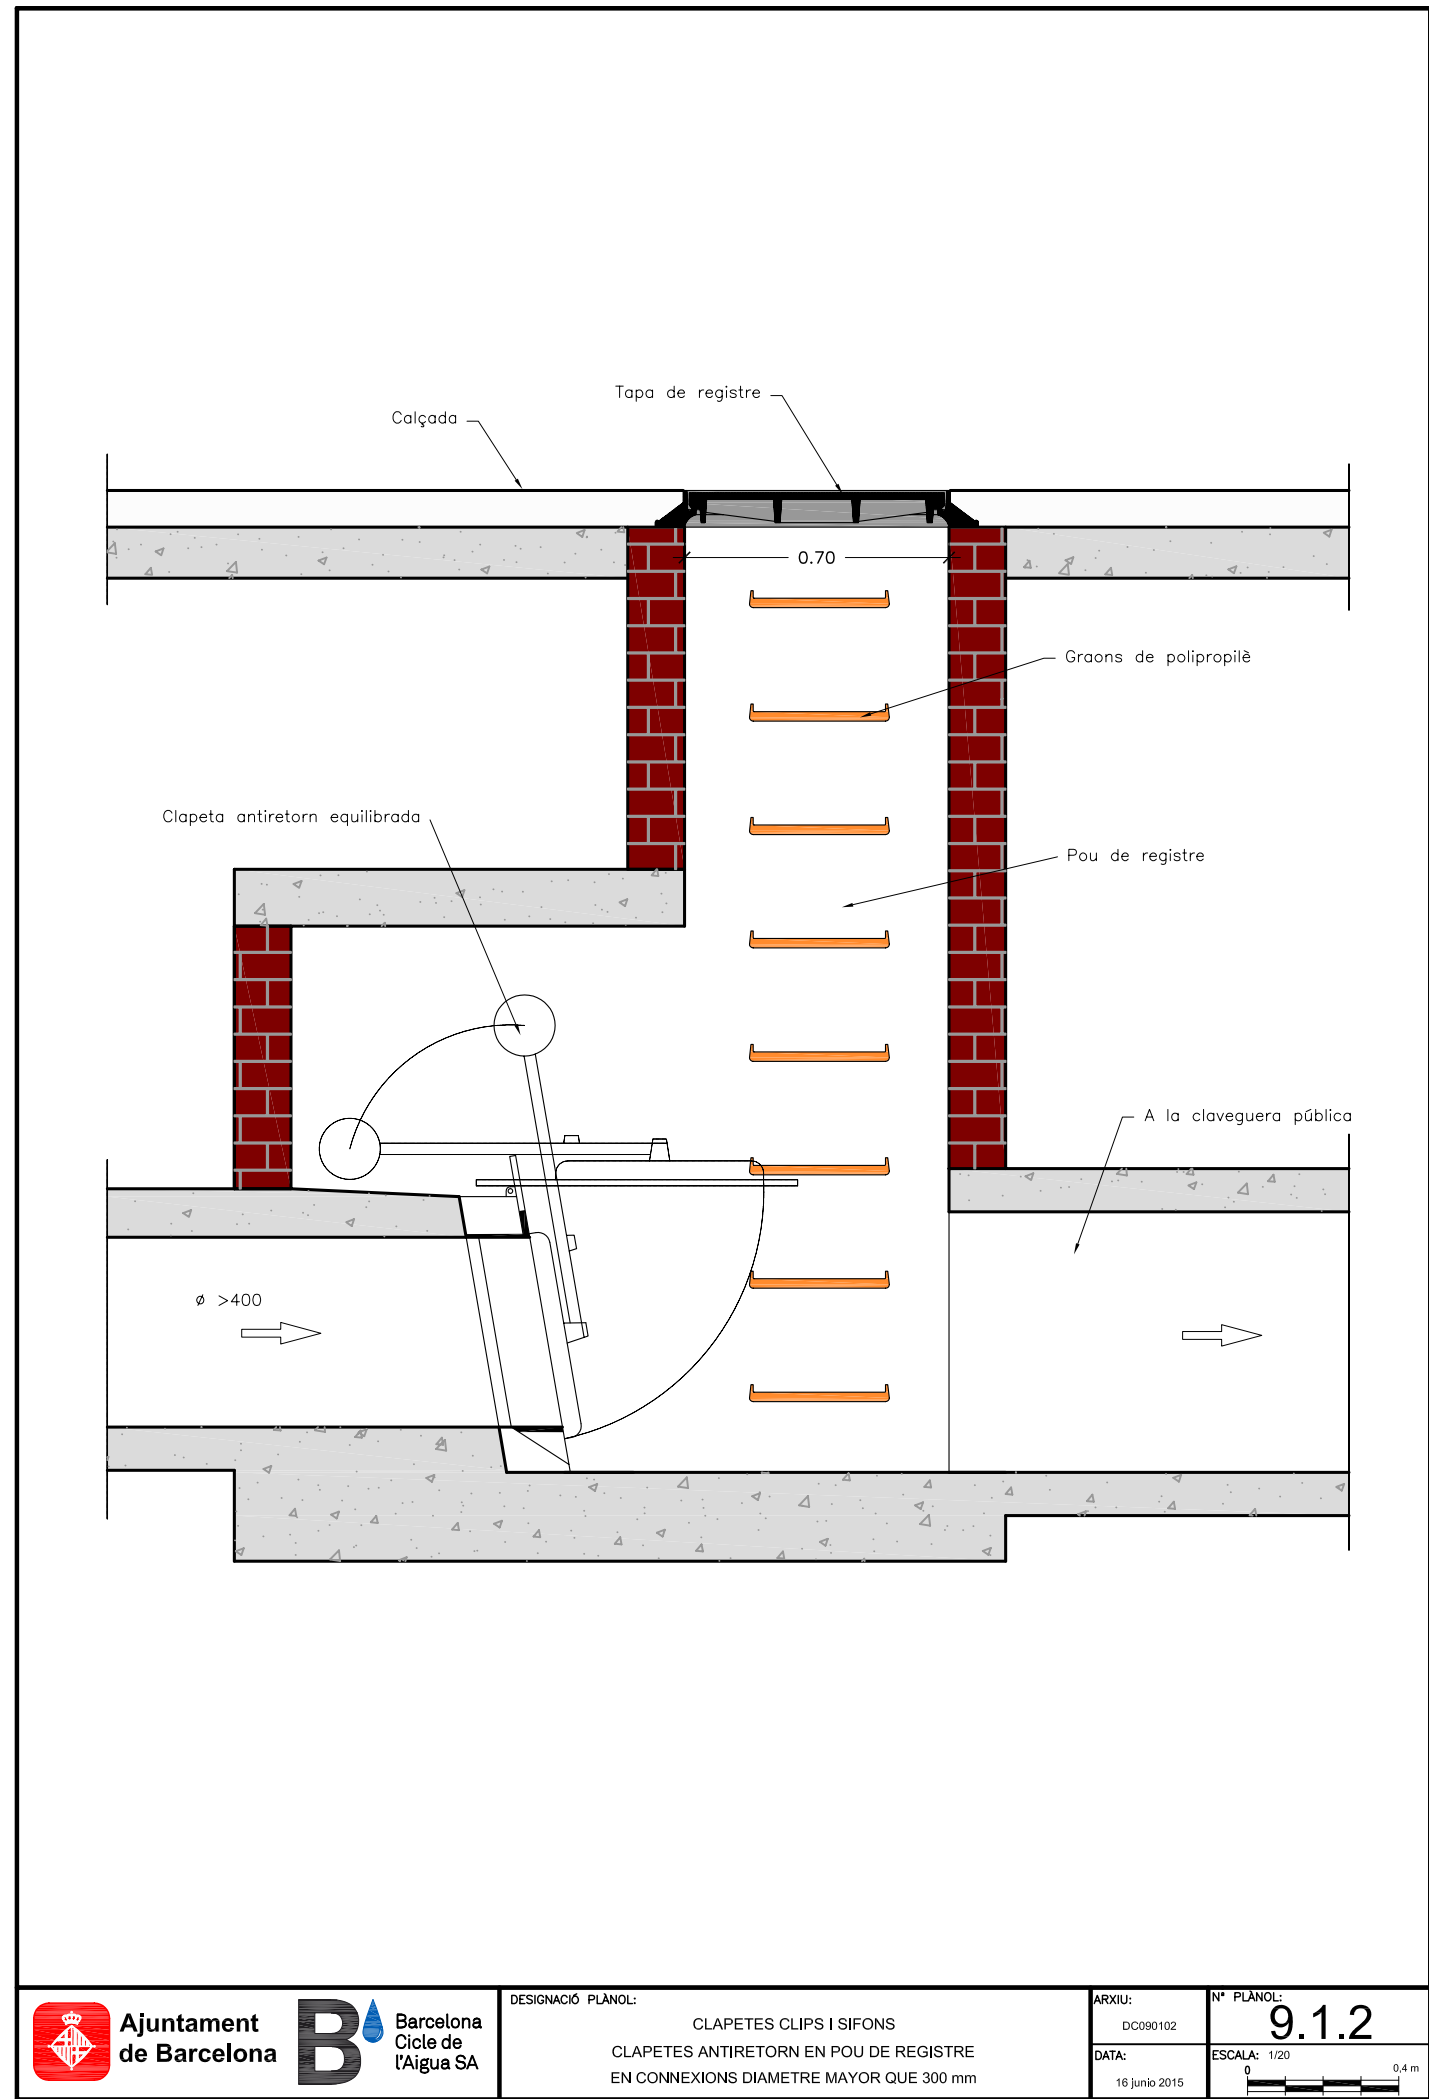 Tapa de registre
Calçada
0.70
Graons de polipropilè
Clapeta antiretorn equilibrada
Pou de registre
A la claveguera pública
ø >400
Ajuntament
de Barcelona
B
Barcelona
Cicle de
l'Aigua SA
DESIGNACIÓ PLÀNOL:
CLAPETES CLIPS I SIFONS
CLAPETES ANTIRETORN EN POU DE REGISTRE
EN CONNEXIONS DIAMETRE MAYOR QUE 300 mm
ARXIU:
DC090102
DATA:
16 junio 2015
Nº PLÀNOL:
9.1.2
ESCALA: 1/20
0 0,4 m